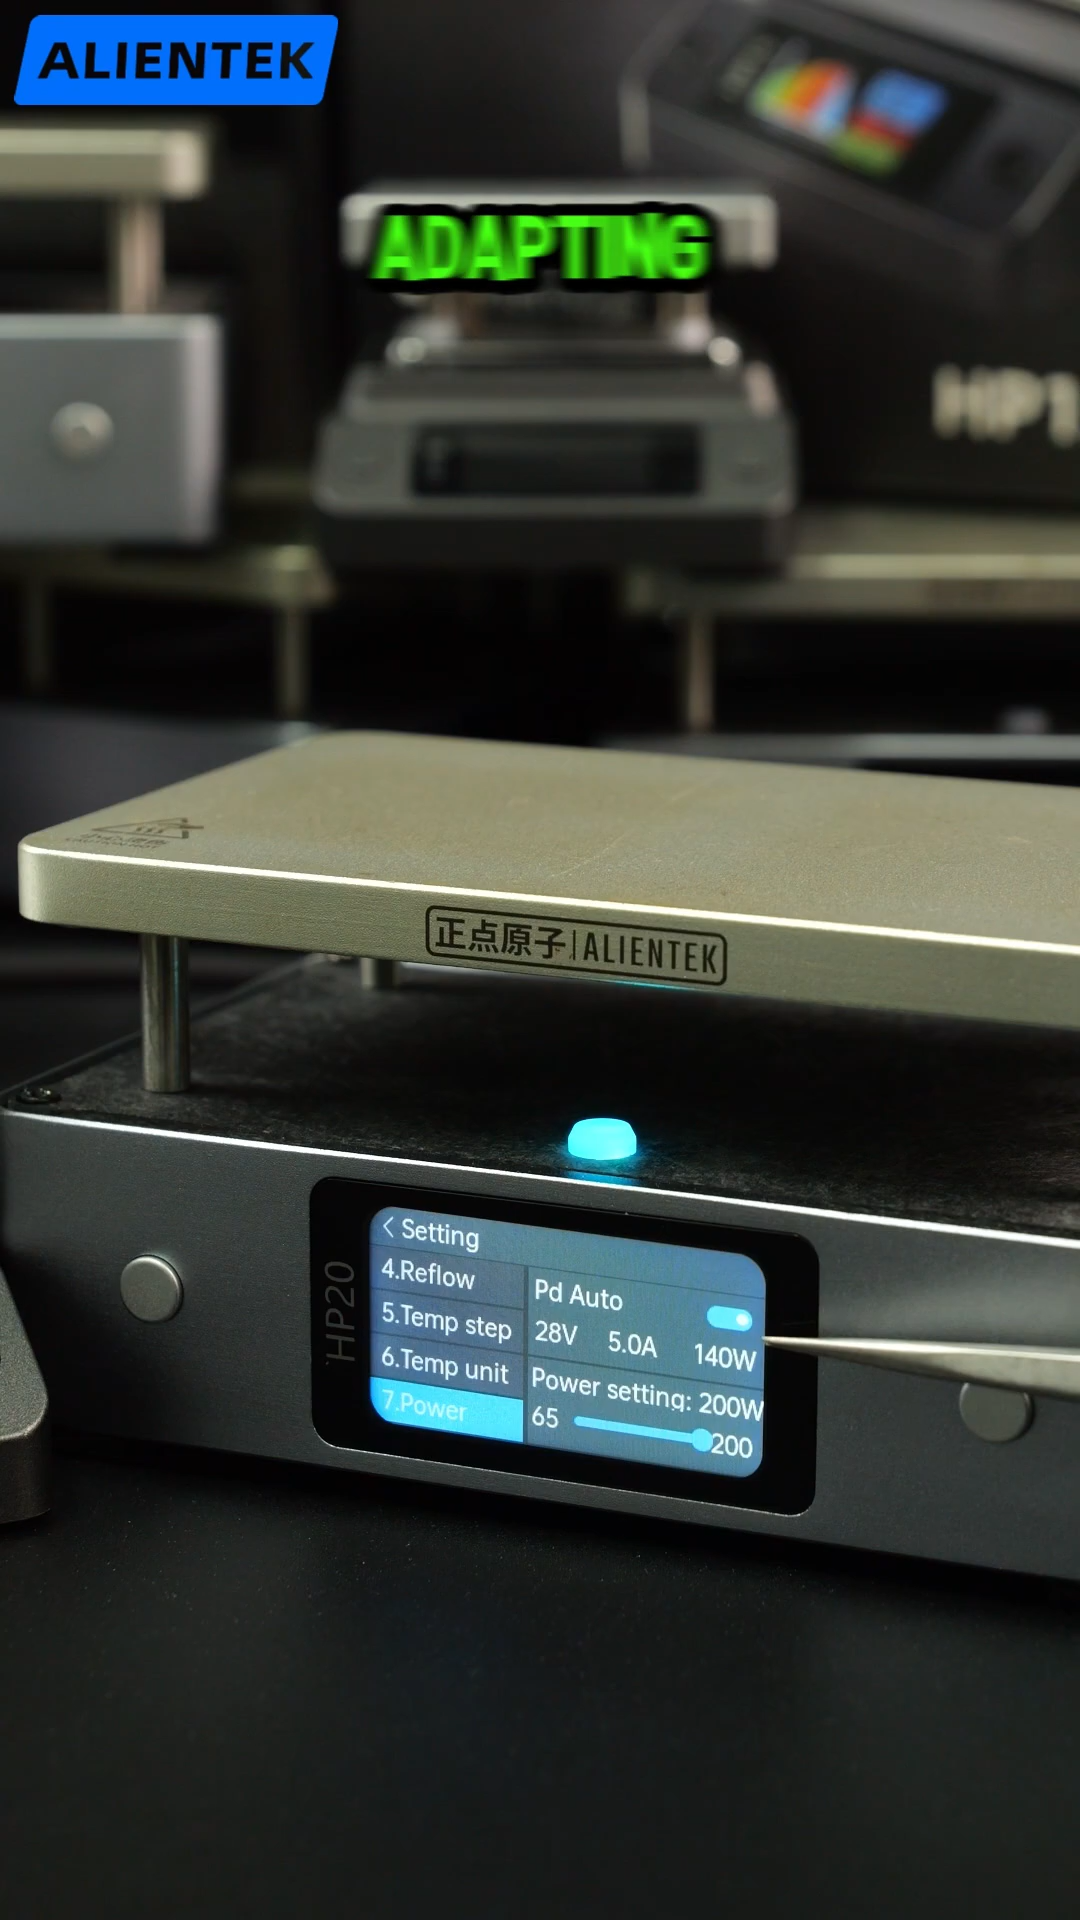 ALIENTEK
ADAPTING
正点原子|ALIENTEK
HP20
< Setting
4.Reflow
5.Temp step
6.Temp unit
7.Power
Pd Auto
28V 5.0A 140W
Power setting: 200W
65 200